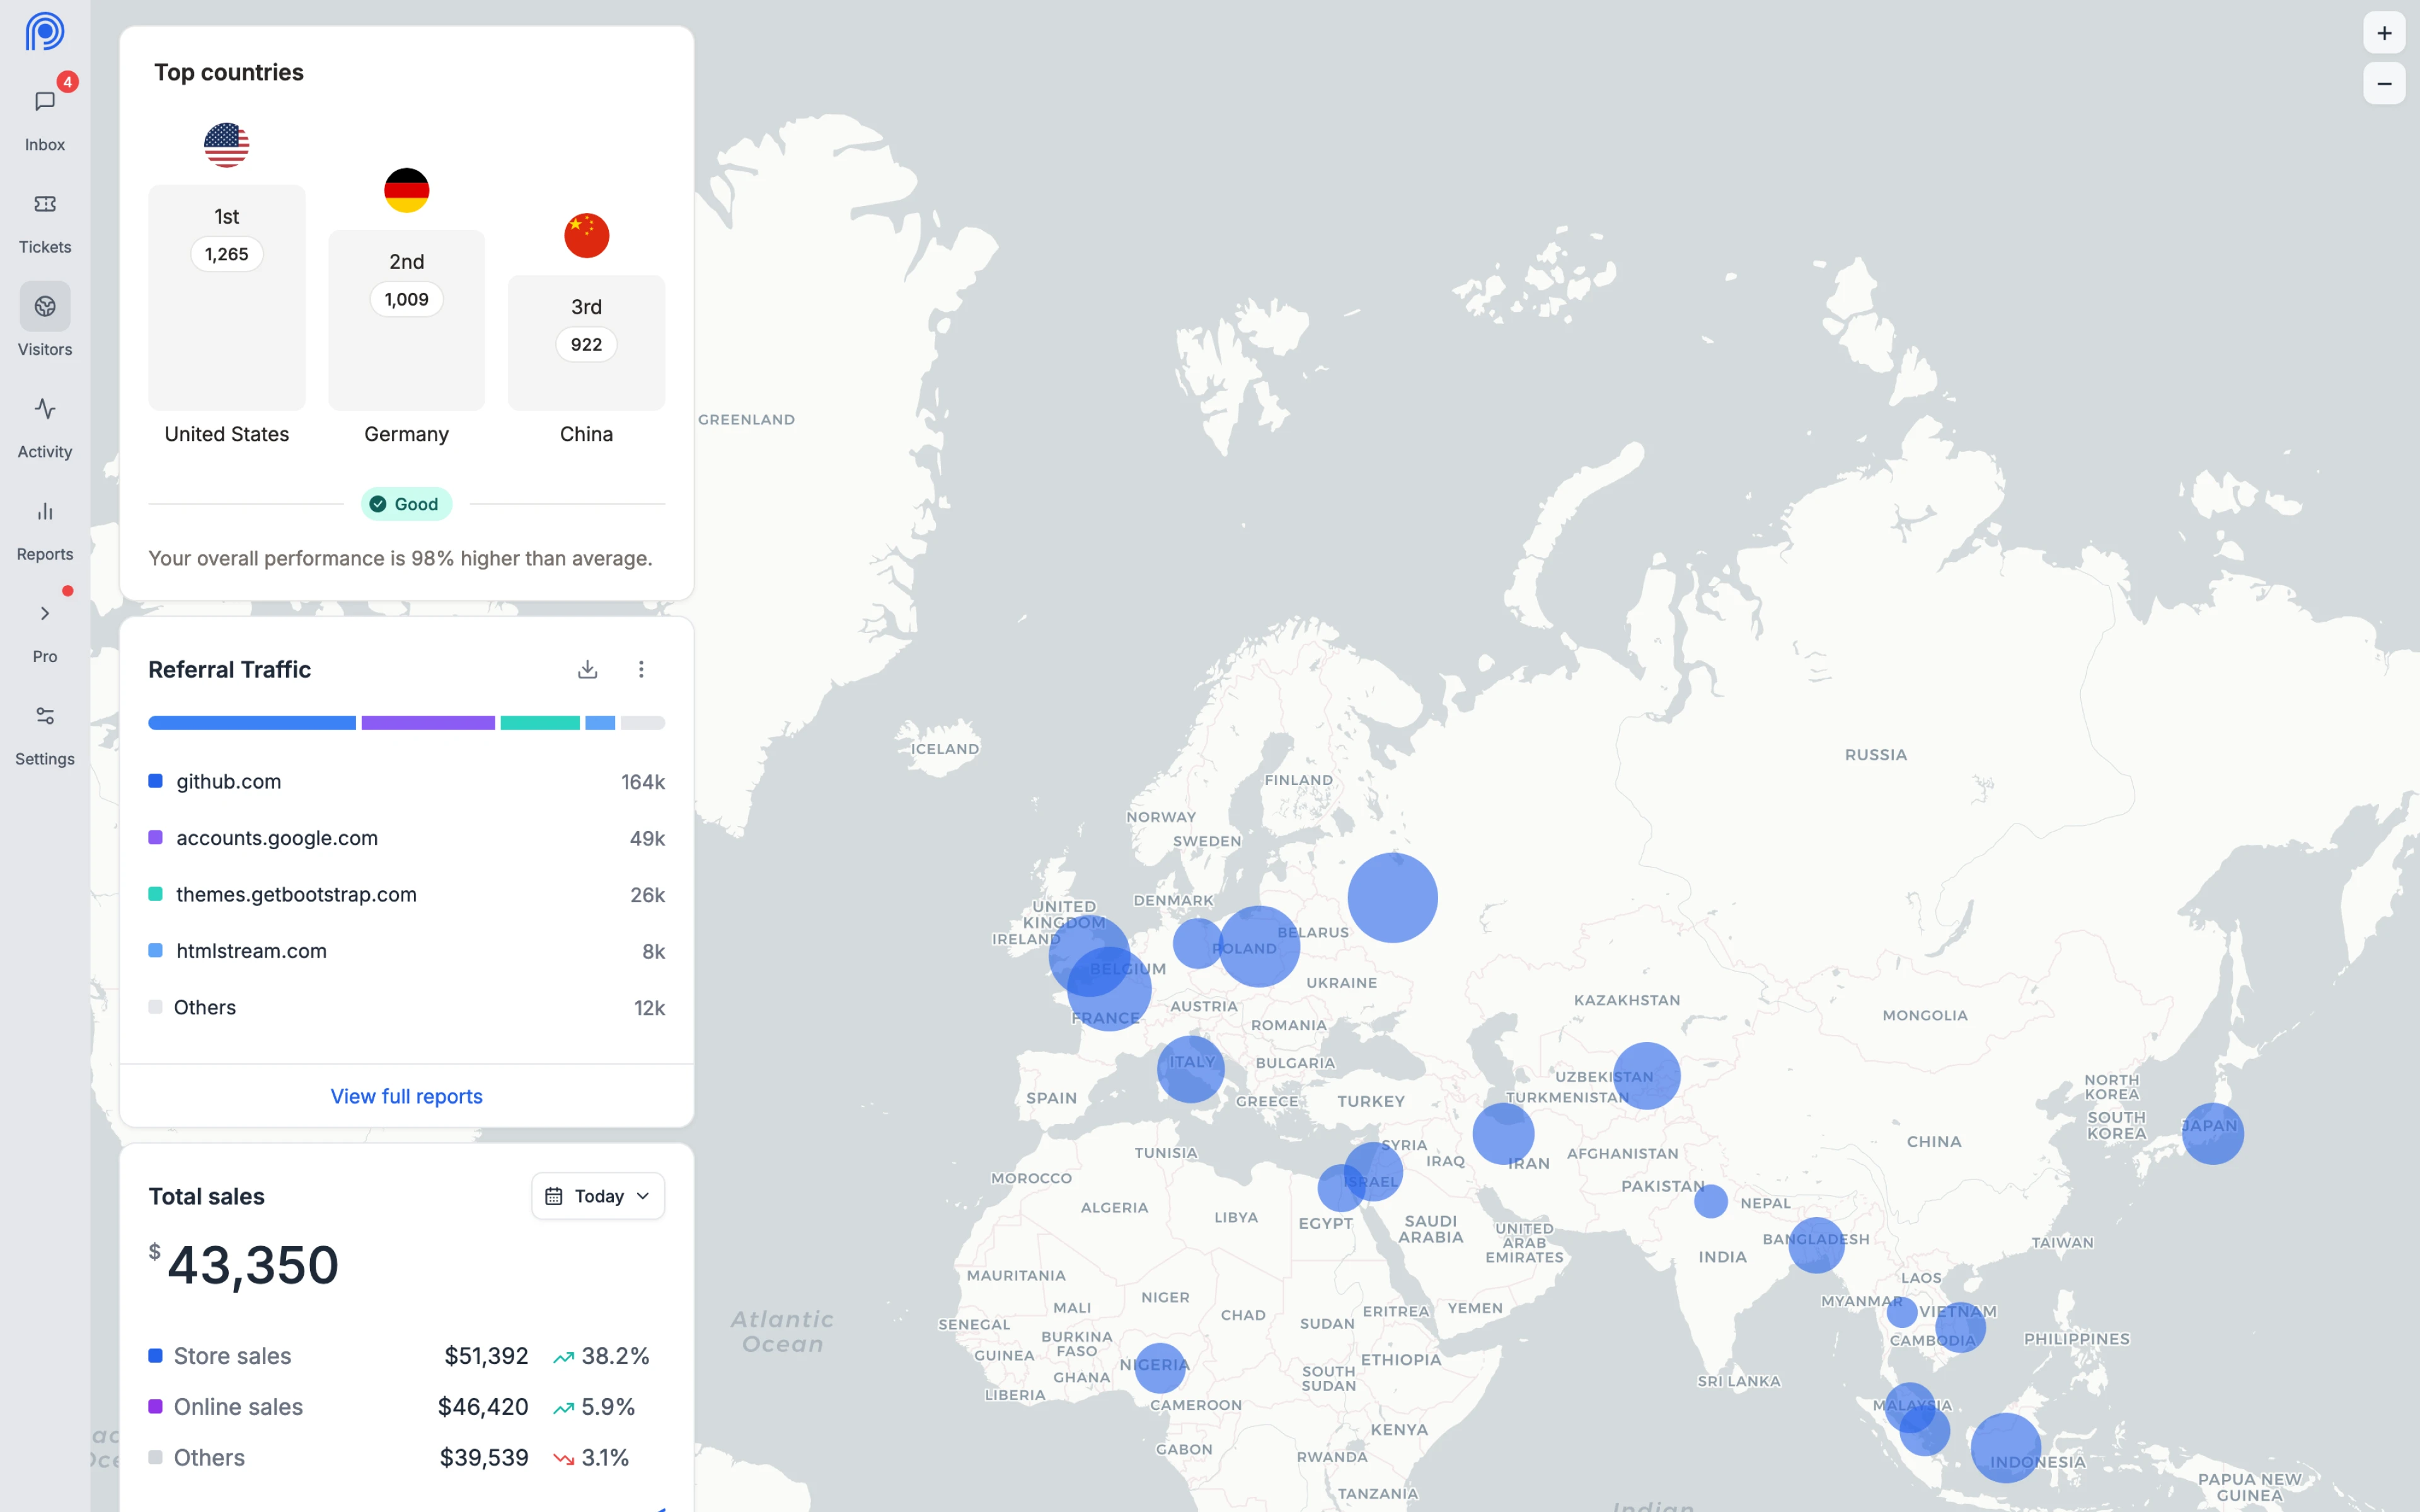 4
Inbox
Tickets
Visitors
Activity
Reports
Pro
Settings
Top countries
1st
1,265
United States
2nd
1,009
Germany
3rd
922
China
Good
Your overall performance is 98% higher than average.
Referral Traffic
github.com 164k
accounts.google.com 49k
themes.getbootstrap.com 26k
htmlstream.com 8k
Others 12k
View full reports
Total sales
Today
$ 43,350
Store sales $51,392 38.2%
Online sales $46,420 5.9%
Others $39,539 3.1%
+
−
GREENLAND
ICELAND
RUSSIA
FINLAND
NORWAY
SWEDEN
DENMARK
UNITED
KINGDOM
IRELAND
BELARUS
POLAND
BELGIUM
UKRAINE
AUSTRIA
FRANCE
ROMANIA
KAZAKHSTAN
MONGOLIA
ITALY
BULGARIA
UZBEKISTAN
NORTH
KOREA
SPAIN
GREECE
TURKEY
TURKMENISTAN
SOUTH
KOREA
JAPAN
CHINA
TUNISIA
SYRIA
IRAQ
IRAN
AFGHANISTAN
MOROCCO
ISRAEL
PAKISTAN
NEPAL
ALGERIA
LIBYA
EGYPT
SAUDI
ARABIA
UNITED
ARAB
EMIRATES
INDIA
BANGLADESH
TAIWAN
MAURITANIA
LAOS
NIGER
MALI
CHAD
ERITREA
YEMEN
MYANMAR
VIETNAM
Atlantic
Ocean
SENEGAL
SUDAN
BURKINA
FASO
CAMBODIA
PHILIPPINES
GUINEA
NIGERIA
ETHIOPIA
GHANA
SOUTH
SUDAN
SRI LANKA
LIBERIA
CAMEROON
MALAYSIA
KENYA
GABON
RWANDA
INDONESIA
PAPUA NEW
GUINEA
TANZANIA
Indian